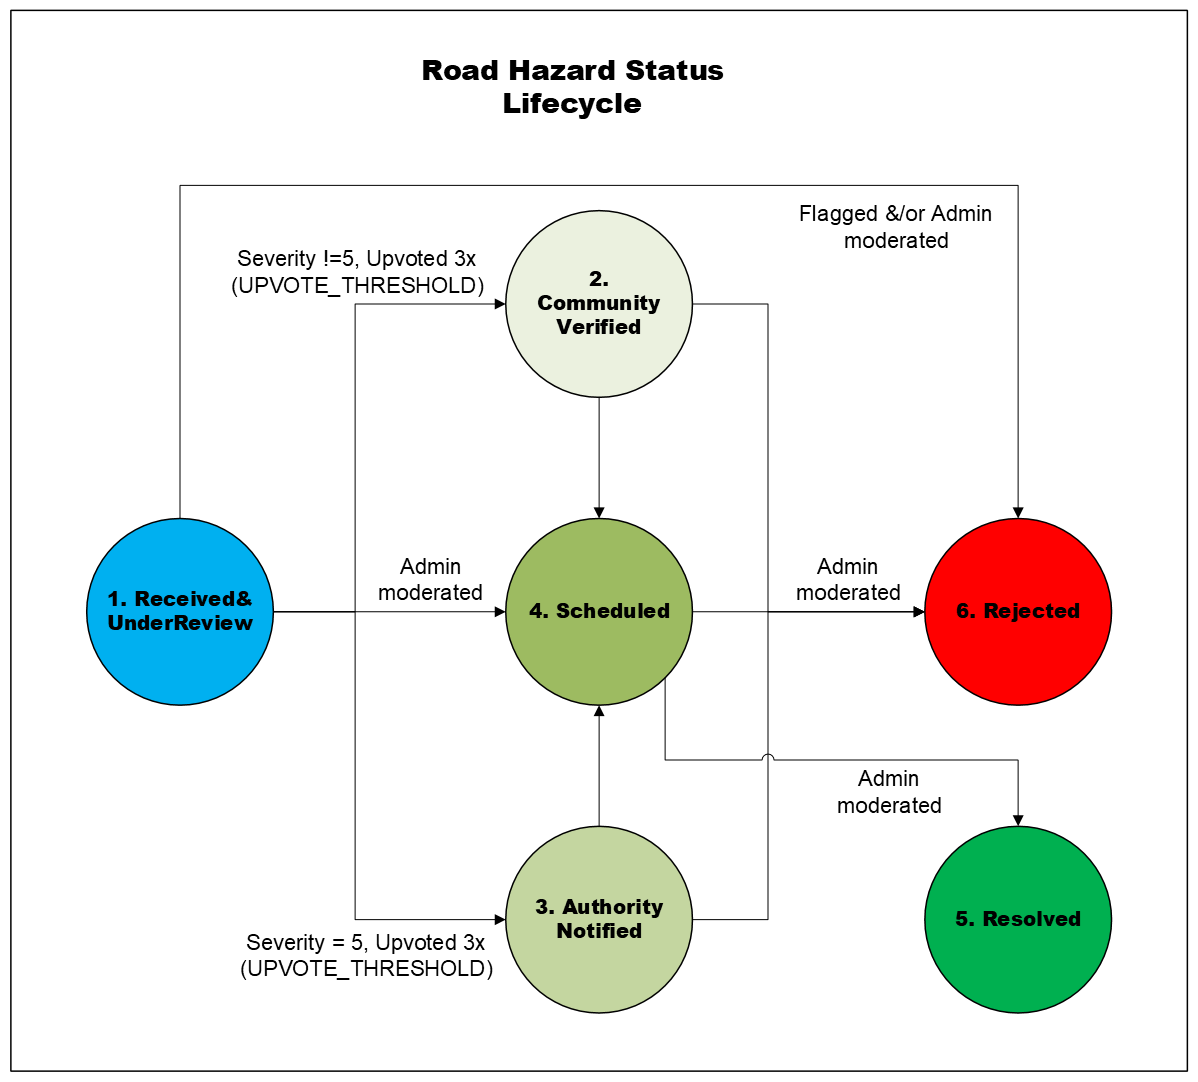 Road Hazard Status
Lifecycle
Flagged &/or Admin
moderated
Severity !=5, Upvoted 3x
(UPVOTE_THRESHOLD)
2.
Community
Verified
Admin
moderated
Admin
moderated
1. Received&
UnderReview
4. Scheduled
6. Rejected
Admin
moderated
3. Authority
Notified
5. Resolved
Severity = 5, Upvoted 3x
(UPVOTE_THRESHOLD)